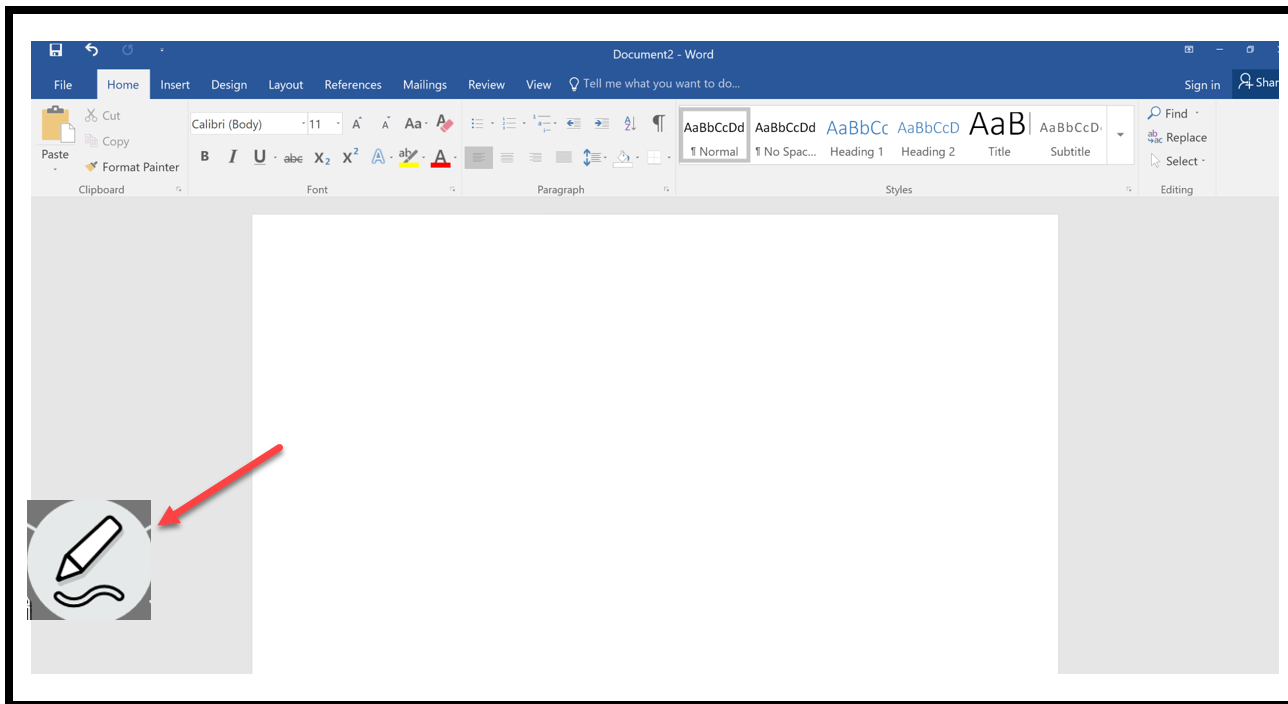 Document2 - Word
File Home Insert Design Layout References Mailings Review View Tell me what you want to do... Sign in Shar
Cut
Copy
Paste
Format Painter
Clipboard
Calibri (Body) 11 A A Aa A
B I U abc X₂ X² A aby A
Font
A Z
¶
Paragraph
AaBbCcDd AaBbCcDd AaBbCc AaBbCcD AaB AaBbCcD
¶ Normal ¶ No Spac... Heading 1 Heading 2 Title Subtitle
Styles
Find
Replace
Select
Editing